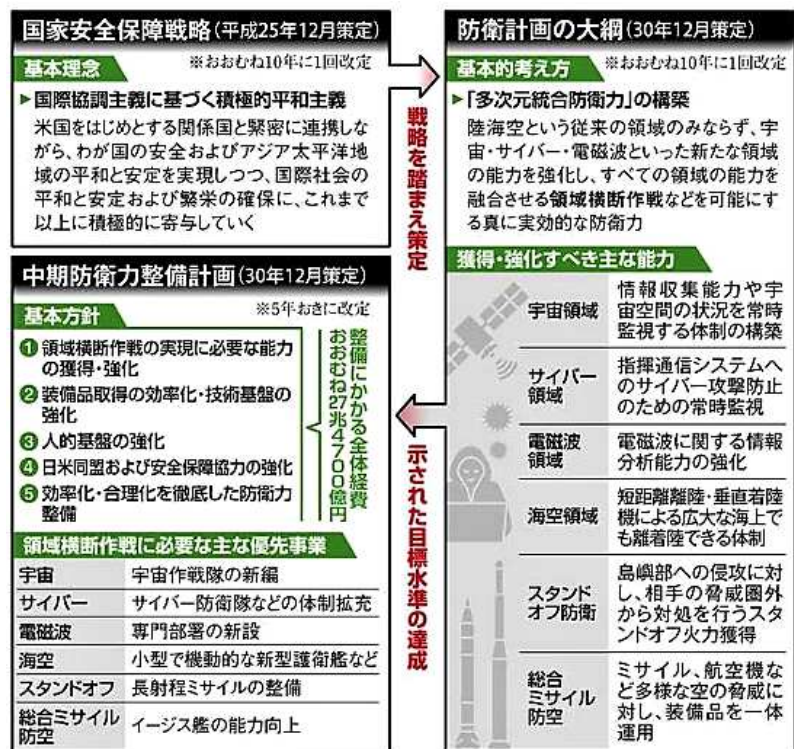 国家安全保障戦略(平成25年12月策定)
基本理念
※おおむね10年に1回改定
▶国際協調主義に基づく積極的平和主義
米国をはじめとする関係国と緊密に連携しな
がら、わが国の安全およびアジア太平洋地
域の平和と安定を実現しつつ、国際社会の
平和と安定および繁栄の確保に、これまで
以上に積極的に寄与していく
戦略を踏まえ策定
防衛計画の大綱(30年12月策定)
基本的考え方
※おおむね10年に1回改定
▶「多次元統合防衛力」の構築
陸海空という従来の領域のみならず、宇
宙・サイバー・電磁波といった新たな領域
の能力を強化し、すべての領域の能力を
融合させる領域横断作戦などを可能にす
る真に実効的な防衛力
獲得・強化すべき主な能力
宇宙領域
情報収集能力や宇
宙空間の状況を常時
監視する体制の構築
サイバー
領域
指揮通信システムへ
のサイバー攻撃防止
のための常時監視
電磁波
領域
電磁波に関する情報
分析能力の強化
海空領域
短距離離陸・垂直着陸
機による広大な海上で
も離着陸できる体制
スタンド
オフ防衛
島嶼部への侵攻に対
し、相手の脅威圏外
から対処を行うスタ
ンドオフ火力獲得
総合
ミサイル
防空
ミサイル、航空機な
ど多様な空の脅威に
対し、装備品を一体
運用
示された目標水準の達成
中期防衛力整備計画(30年12月策定)
基本方針
※5年おきに改定
❶領域横断作戦の実現に必要な能力
の獲得・強化
❷装備品取得の効率化・技術基盤の
強化
❸人的基盤の強化
❹日米同盟および安全保障協力の強化
❺効率化・合理化を徹底した防衛力
整備
整備にかかる全体経費
おおむね27兆4700億円
領域横断作戦に必要な主な優先事業
宇宙 宇宙作戦隊の新編
サイバー サイバー防衛隊などの体制拡充
電磁波 専門部署の新設
海空 小型で機動的な新型護衛艦など
スタンドオフ 長射程ミサイルの整備
総合ミサイル
防空
イージス艦の能力向上